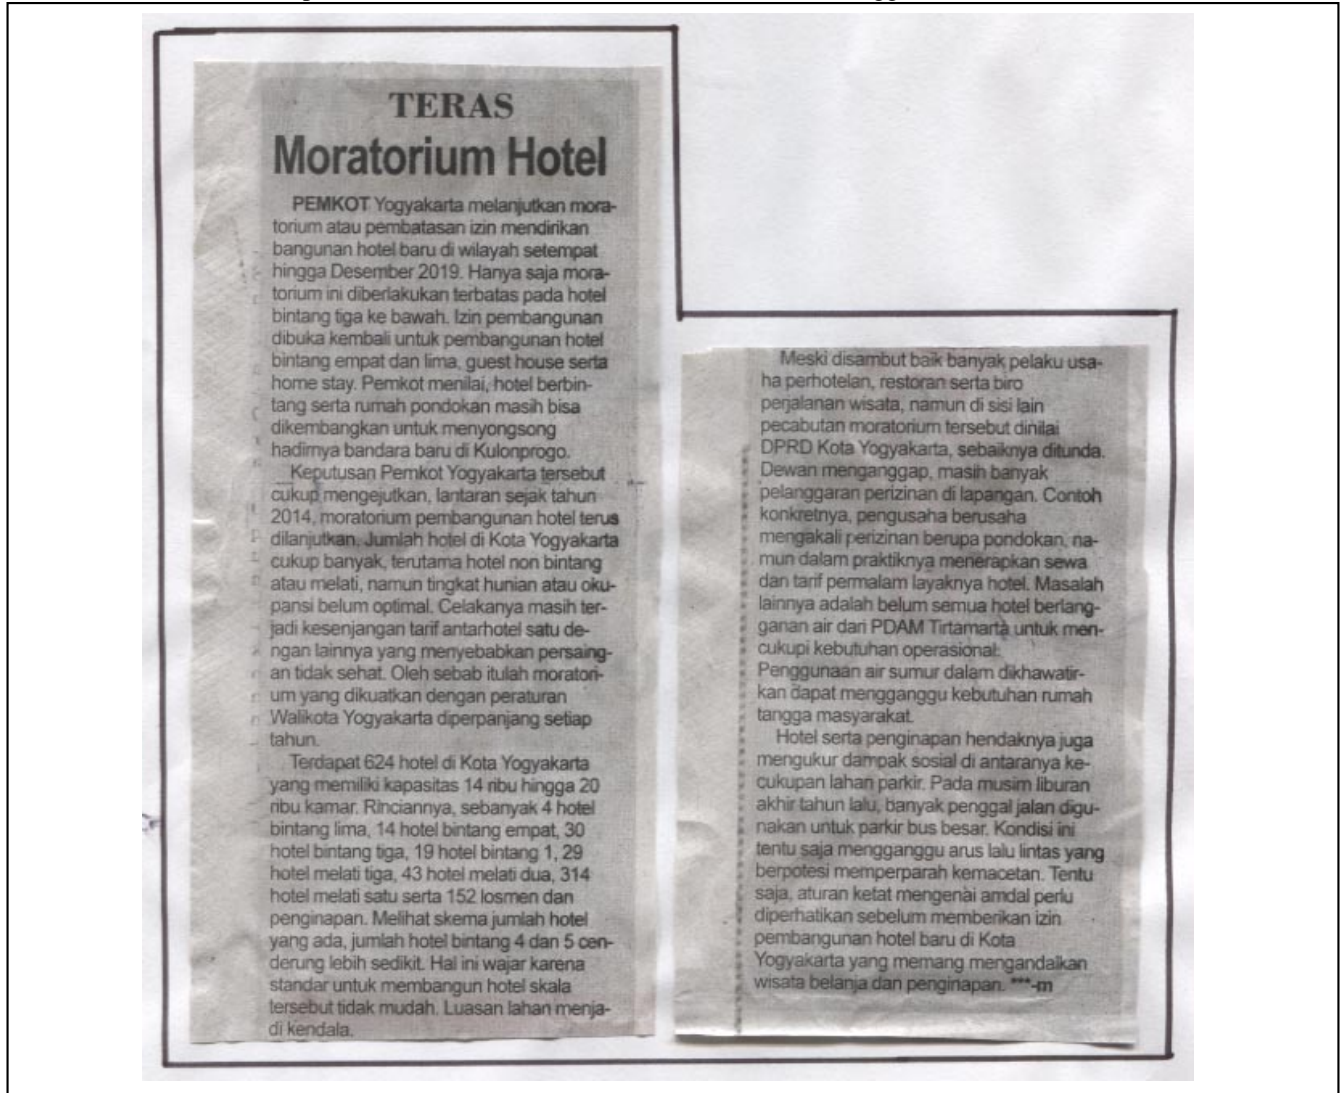 TERAS
Moratorium Hotel
PEMKOT Yogyakarta melanjutkan mora-
torium atau pembatasan izin mendirikan
bangunan hotel baru di wilayah setempat
hingga Desember 2019. Hanya saja mora-
torium ini diberlakukan terbatas pada hotel
bintang tiga ke bawah. Izin pembangunan
dibuka kembali untuk pembangunan hotel
bintang empat dan lima, guest house serta
home stay. Pemkot menilai, hotel berbin-
tang serta rumah pondokan masih bisa
dikembangkan untuk menyongsong
hadirnya bandara baru di Kulonprogo.
Keputusan Pemkot Yogyakarta tersebut
cukup mengejutkan, lantaran sejak tahun
2014, moratorium pembangunan hotel terus
dilanjutkan. Jumlah hotel di Kota Yogyakarta
cukup banyak, terutama hotel non bintang
atau melati, namun tingkat hunian atau oku-
pansi belum optimal. Celakanya masih ter-
jadi kesenjangan tarif antarhotel satu de-
ngan lainnya yang menyebabkan persaing-
an tidak sehat. Oleh sebab itulah moratori-
um yang dikuatkan dengan peraturan
Walikota Yogyakarta diperpanjang setiap
tahun.
Terdapat 624 hotel di Kota Yogyakarta
yang memiliki kapasitas 14 ribu hingga 20
ribu kamar. Rinciannya, sebanyak 4 hotel
bintang lima, 14 hotel bintang empat, 30
hotel bintang tiga, 19 hotel bintang 1, 29
hotel melati tiga, 43 hotel melati dua, 314
hotel melati satu serta 152 losmen dan
penginapan. Melihat skema jumlah hotel
yang ada, jumlah hotel bintang 4 dan 5 cen-
derung lebih sedikit. Hal ini wajar karena
standar untuk membangun hotel skala
tersebut tidak mudah. Luasan lahan menja-
di kendala.
Meski disambut baik banyak pelaku usa-
ha perhotelan, restoran serta biro
perjalanan wisata, namun di sisi lain
pecabutan moratorium tersebut dinilai
DPRD Kota Yogyakarta, sebaiknya ditunda.
Dewan menganggap, masih banyak
pelanggaran perizinan di lapangan. Contoh
konkretnya, pengusaha berusaha
mengakali perizinan berupa pondokan, na-
mun dalam praktiknya menerapkan sewa
dan tarif permalam layaknya hotel. Masalah
lainnya adalah belum semua hotel berlang-
ganan air dari PDAM Tirtamarta untuk men-
cukupi kebutuhan operasional.
Penggunaan air sumur dalam dikhawatir-
kan dapat mengganggu kebutuhan rumah
tangga masyarakat.
Hotel serta penginapan hendaknya juga
mengukur dampak sosial di antaranya ke-
cukupan lahan parkir. Pada musim liburan
akhir tahun lalu, banyak penggal jalan digu-
nakan untuk parkir bus besar. Kondisi ini
tentu saja mengganggu arus lalu lintas yang
berpotesi memperparah kemacetan. Tentu
saja, aturan ketat mengenai amdal perlu
diperhatikan sebelum memberikan izin
pembangunan hotel baru di Kota
Yogyakarta yang memang mengandalkan
wisata belanja dan penginapan. ***-m